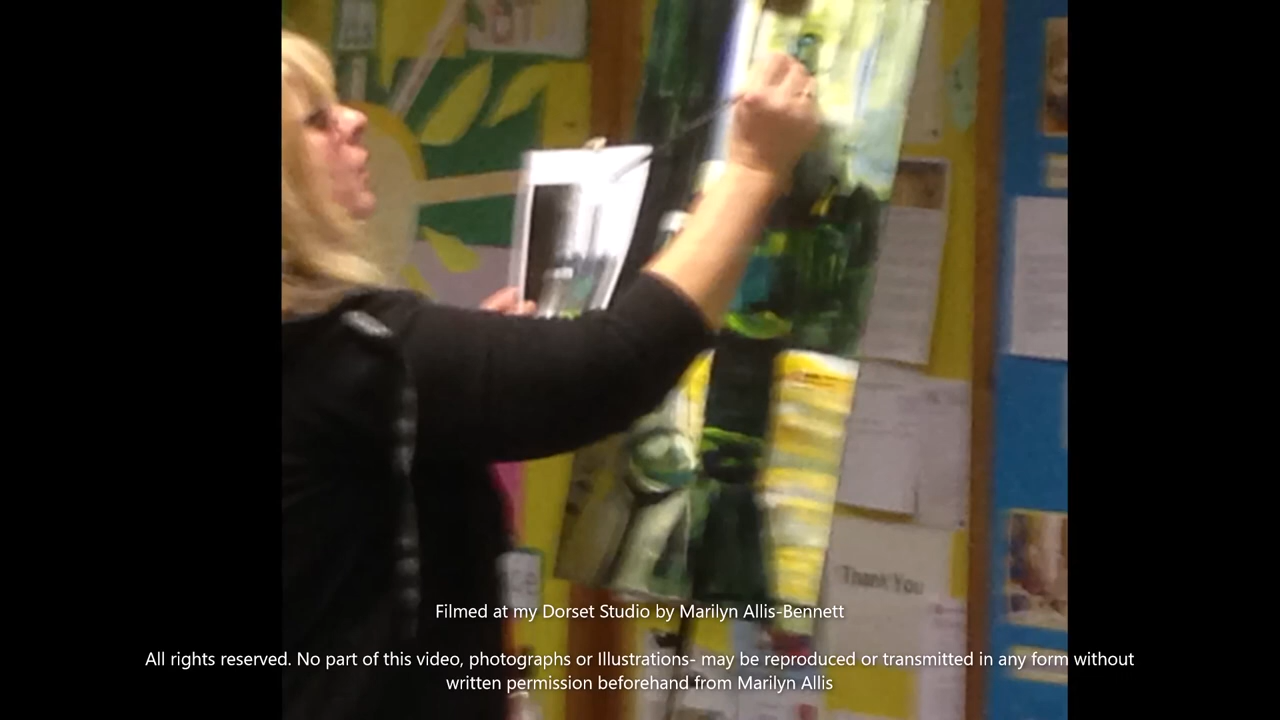 Thank You
Filmed at my Dorset Studio by Marilyn Allis-Bennett
All rights reserved. No part of this video, photographs or Illustrations- may be reproduced or transmitted in any form without
written permission beforehand from Marilyn Allis